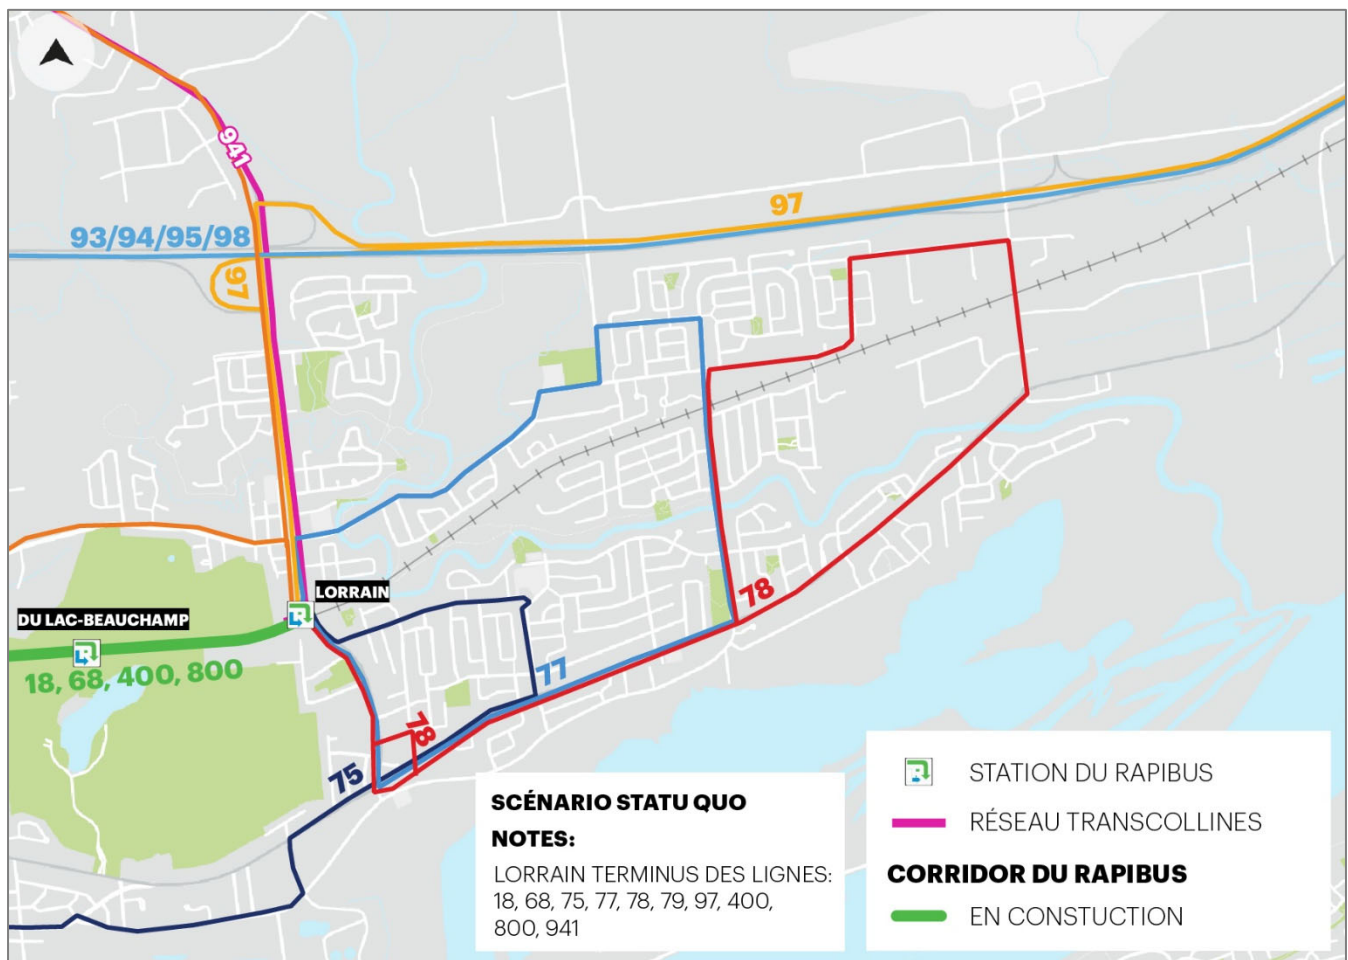 941
93/94/95/98
97
97
LORRAIN
DU LAC-BEAUCHAMP
18, 68, 400, 800
78
77
78
75
SCÉNARIO STATU QUO
NOTES:
LORRAIN TERMINUS DES LIGNES:
18, 68, 75, 77, 78, 79, 97, 400,
800, 941
STATION DU RAPIBUS
RÉSEAU TRANSCOLLINES
CORRIDOR DU RAPIBUS
EN CONSTUCTION